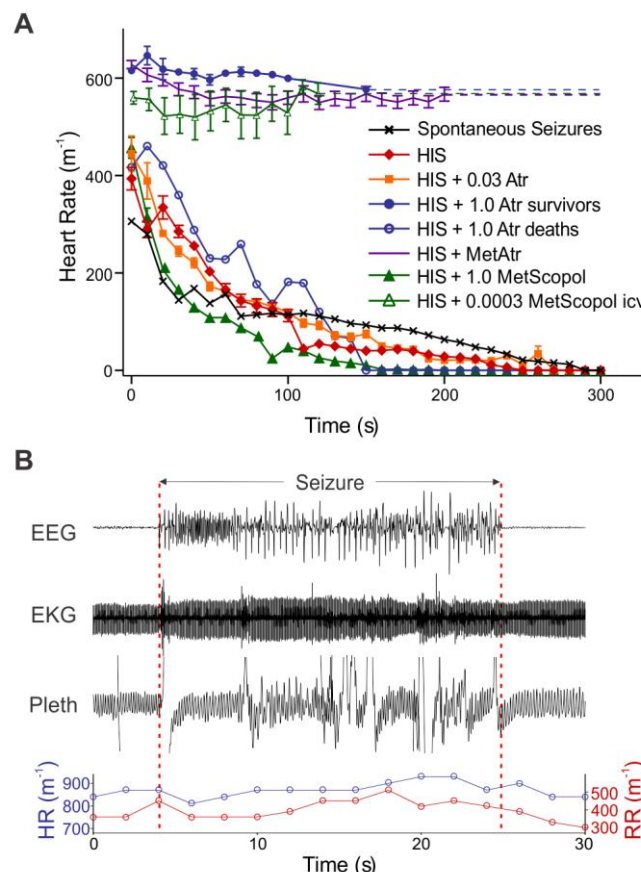 A
Heart Rate (m⁻¹)
600
400
200
0
Spontaneous Seizures
HIS
HIS + 0.03 Atr
HIS + 1.0 Atr survivors
HIS + 1.0 Atr deaths
HIS + MetAtr
HIS + 1.0 MetScopol
HIS + 0.0003 MetScopol icv
0 100 200 300
Time (s)
B
Seizure
EEG
EKG
Pleth
HR (m⁻¹)
900
800
700
500
400
300
RR (m⁻¹)
0 10 20 30
Time (s)